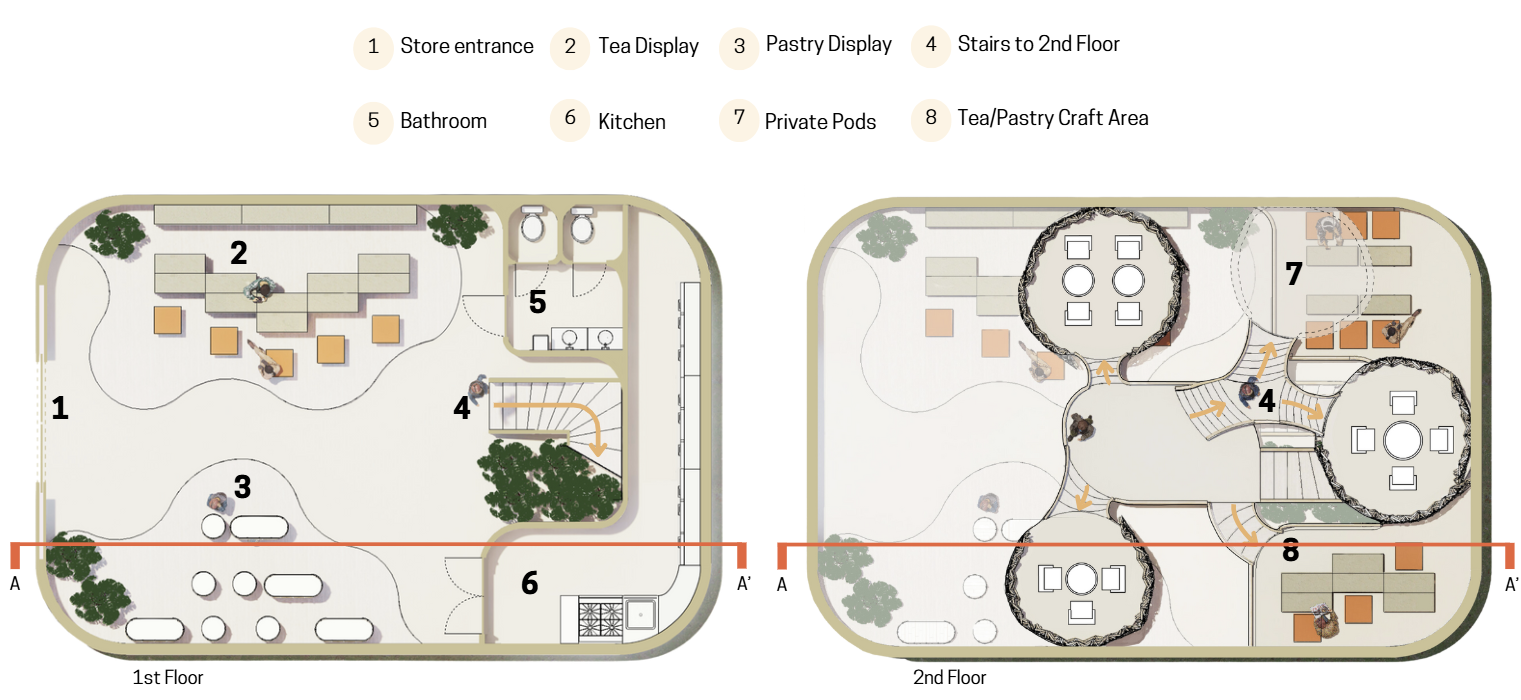 1 Store entrance 2 Tea Display 3 Pastry Display 4 Stairs to 2nd Floor
5 Bathroom 6 Kitchen 7 Private Pods 8 Tea/Pastry Craft Area
2
7
5
1
4
4
3
8
6
A A' A A'
1st Floor 2nd Floor